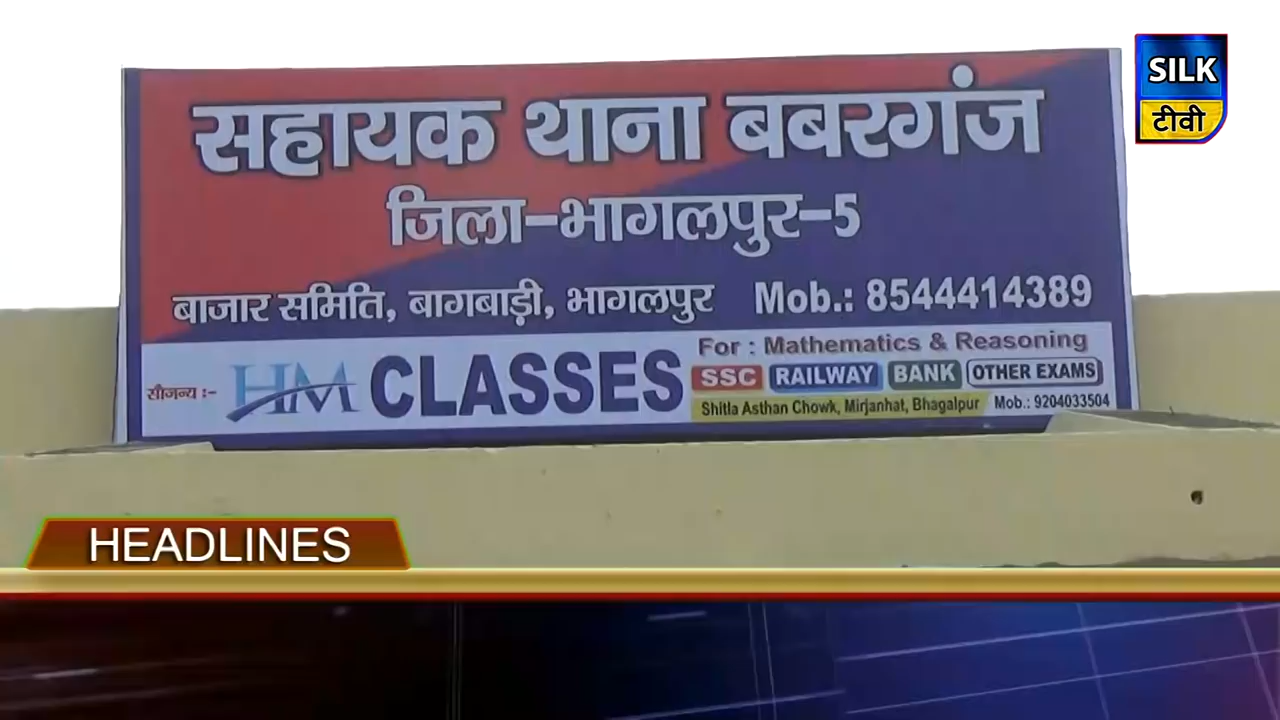 SILK
टीवी
सहायक थाना बबरगंज
जिला-भागलपुर-5
बाजार समिति, बागबाड़ी, भागलपुर Mob.: 8544414389
सौजन्य :- HM CLASSES
For : Mathematics & Reasoning
SSC RAILWAY BANK OTHER EXAMS
Shitla Asthan Chowk, Mirjanhat, Bhagalpur Mob.: 9204033504
HEADLINES